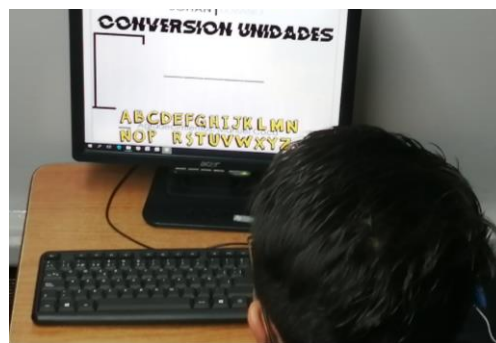 CONVERSION UNIDADES
ABCDEFGHIJKLMN
NOP RSTUVWXYZ
acer